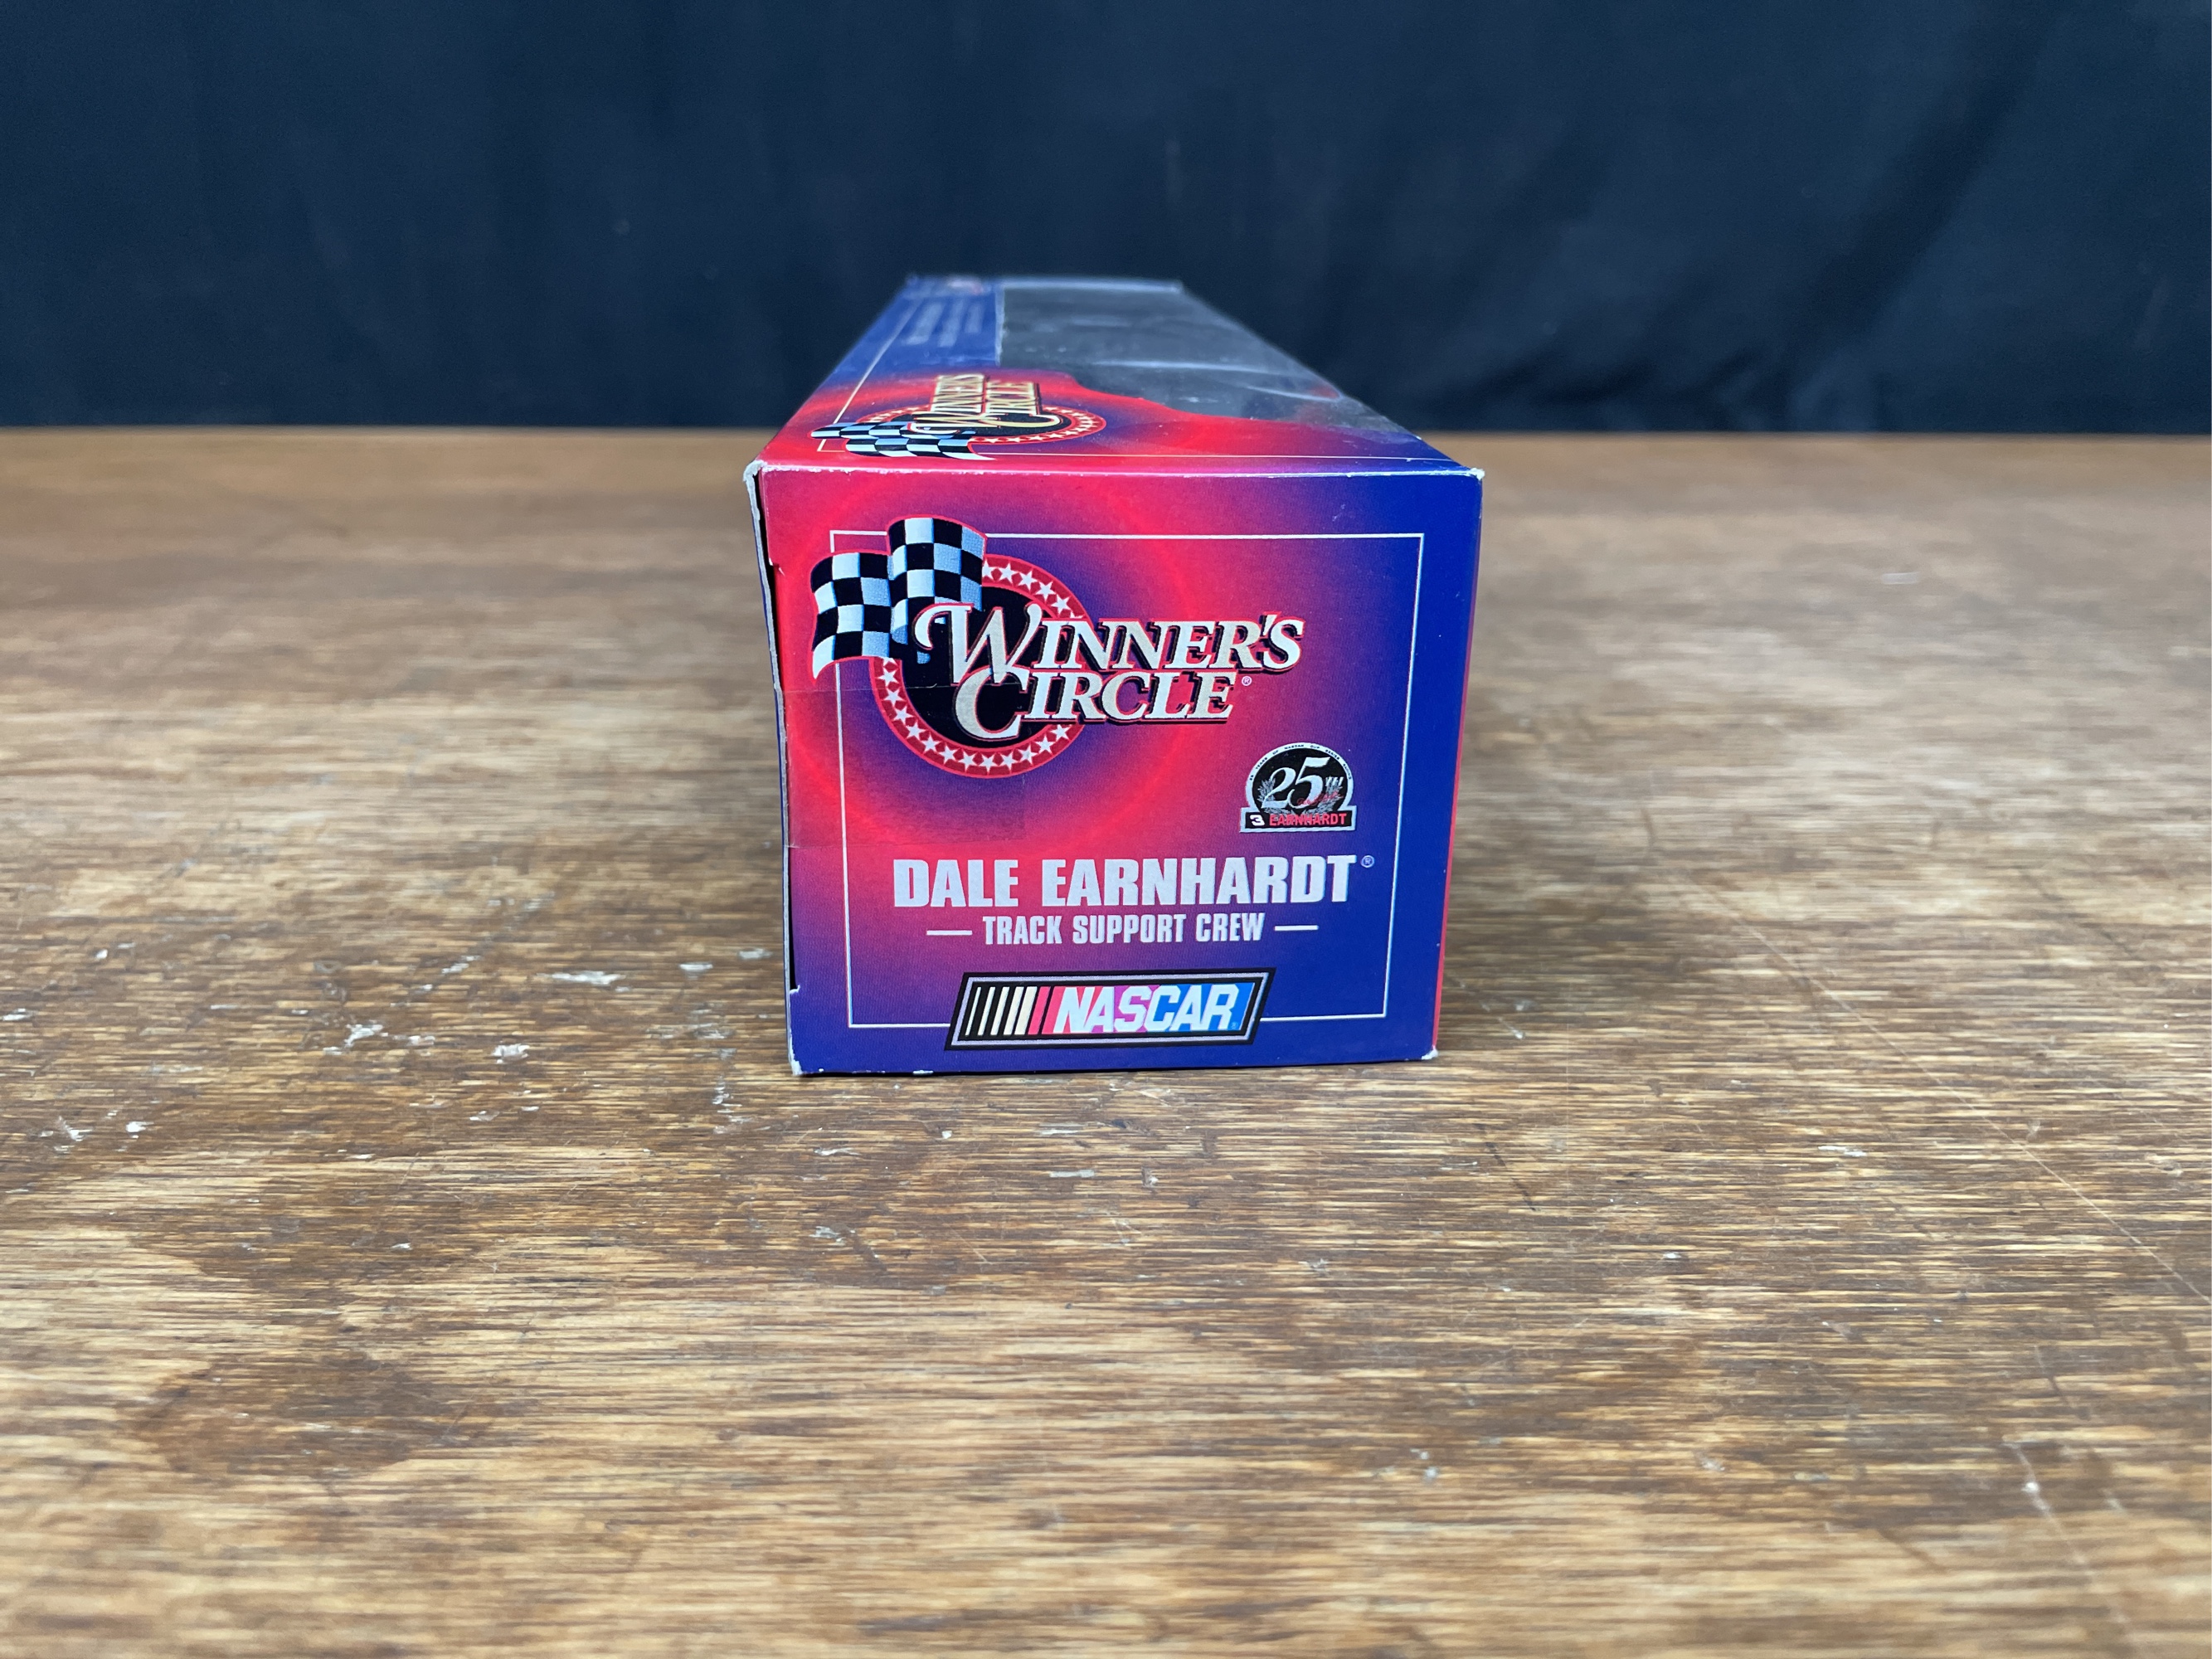 WINNER'S
CIRCLE
WINNER'S
CIRCLE®
25TH
3 EARNHARDT
DALE EARNHARDT®
TRACK SUPPORT CREW
NASCAR